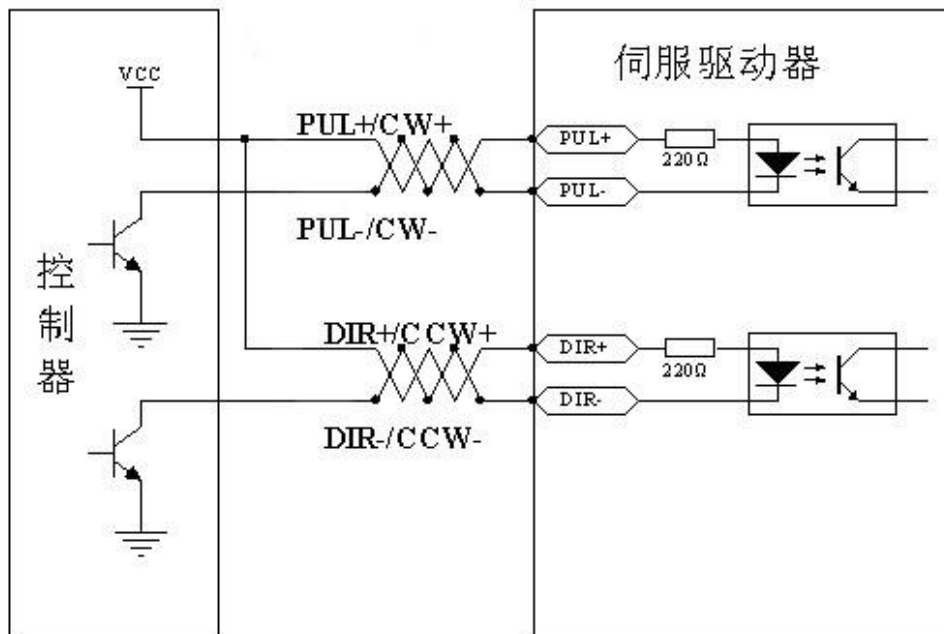 伺服驱动器
VCC
PUL+/CW+
PUL+
220Ω
PUL-
PUL-/CW-
控制器
DIR+/CCW+
DIR+
220Ω
DIR-
DIR-/CCW-